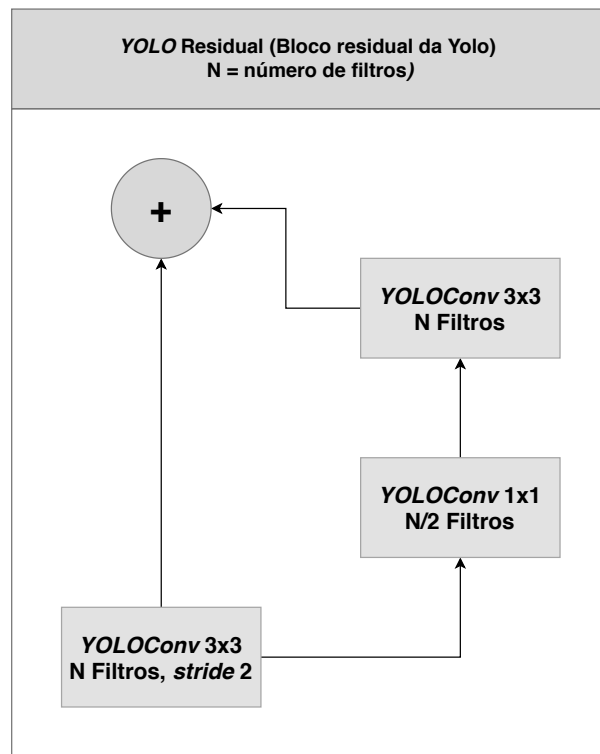 YOLO Residual (Bloco residual da Yolo)
N = número de filtros)
+
YOLOConv 3x3
N Filtros
YOLOConv 1x1
N/2 Filtros
YOLOConv 3x3
N Filtros, stride 2